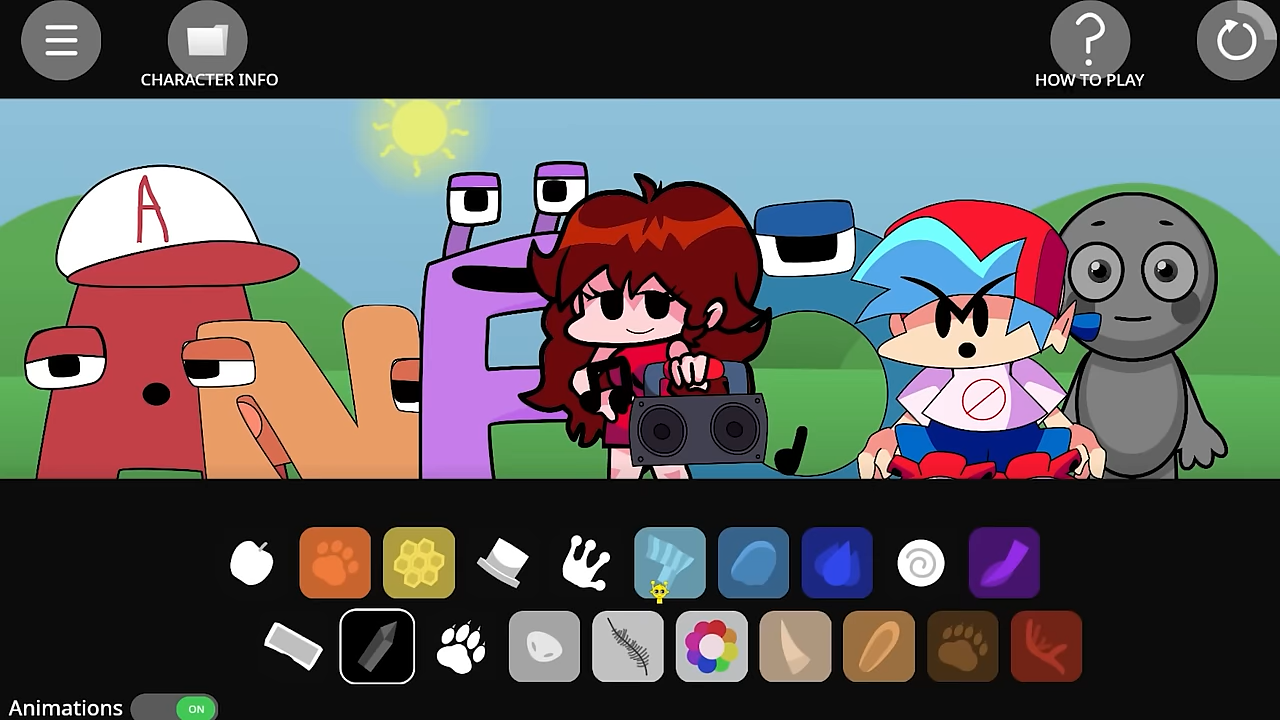 CHARACTER INFO
?
HOW TO PLAY
A
Animations
ON